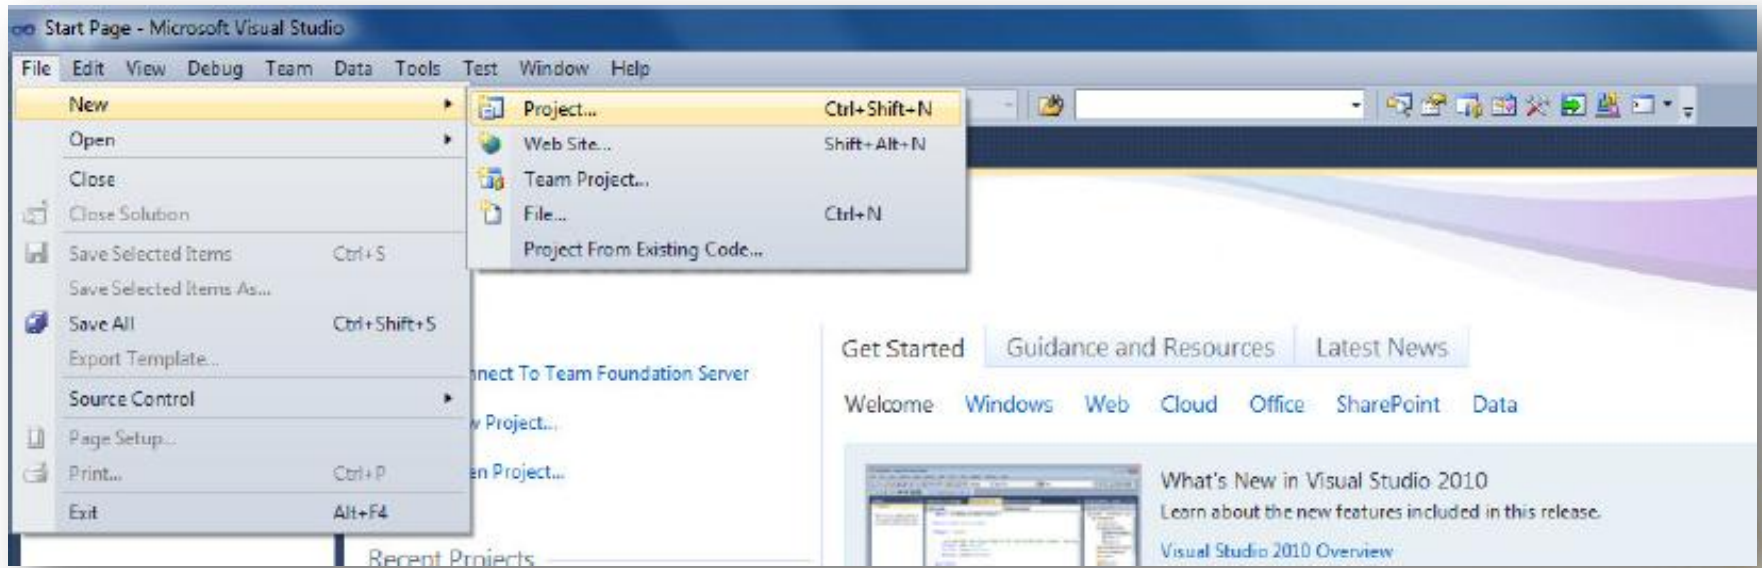 Start Page - Microsoft Visual Studio
File Edit View Debug Team Data Tools Test Window Help
New
Open
Close
Close Solution
Save Selected Items Ctrl+S
Save Selected Items As...
Save All Ctrl+Shift+S
Export Template...
Source Control
Page Setup...
Print... Ctrl+P
Exit Alt+F4
Project... Ctrl+Shift+N
Web Site... Shift+Alt+N
Team Project...
File... Ctrl+N
Project From Existing Code...
nnect To Team Foundation Server
w Project...
en Project...
Recent Projects
Get Started Guidance and Resources Latest News
Welcome Windows Web Cloud Office SharePoint Data
What's New in Visual Studio 2010
Learn about the new features included in this release.
Visual Studio 2010 Overview